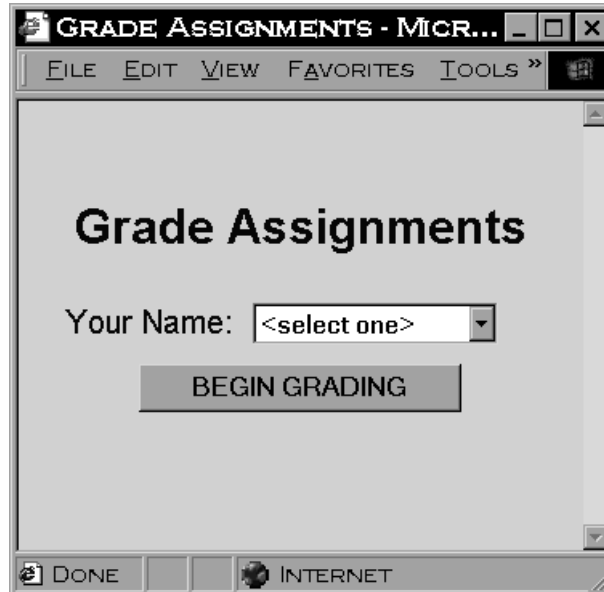 GRADE ASSIGNMENTS - MICR...
FILE EDIT VIEW FAVORITES TOOLS »
Grade Assignments
Your Name: <select one>
BEGIN GRADING
DONE INTERNET